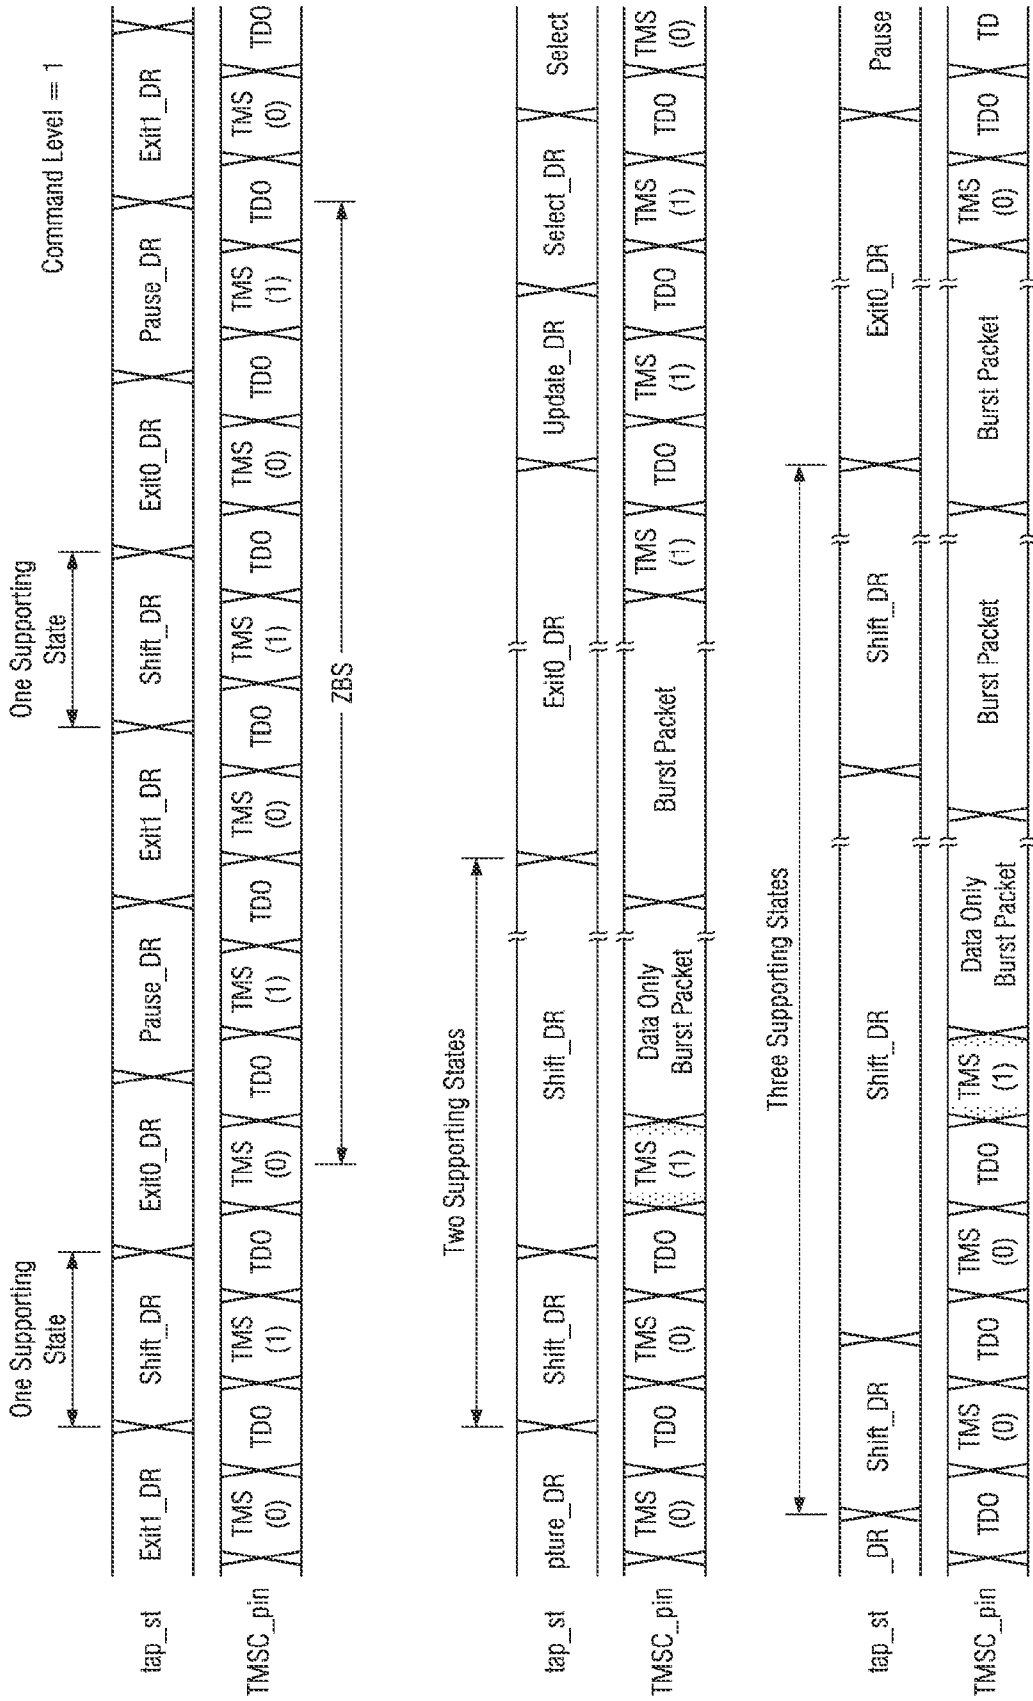 Command Level = 1
One Supporting
State
One Supporting
State
tap_st
Exit1_DR
Shift_DR
Exit0_DR
Pause_DR
Exit1_DR
Shift_DR
Exit0_DR
Pause_DR
Exit1_DR
TMSC_pin
TMS
(0)
TDO
TMS
(1)
TDO
TMS
(0)
TDO
TMS
(1)
TDO
TMS
(0)
TDO
TMS
(1)
TDO
TMS
(0)
TDO
TMS
(1)
TDO
TMS
(0)
TDO
ZBS
Two Supporting States
tap_st
pture_DR
Shift_DR
Shift_DR
Exit0_DR
Update_DR
Select_DR
Select
TMSC_pin
TMS
(0)
TDO
TMS
(0)
TDO
TMS
(1)
Data Only
Burst Packet
Burst Packet
TMS
(1)
TDO
TMS
(1)
TDO
TMS
(1)
TDO
TMS
(0)
Three Supporting States
tap_st
_DR
Shift_DR
Shift_DR
Shift_DR
Exit0_DR
Pause
TMSC_pin
TDO
TMS
(0)
TDO
TMS
(0)
TDO
TMS
(1)
Data Only
Burst Packet
Burst Packet
Burst Packet
TMS
(0)
TDO
TD